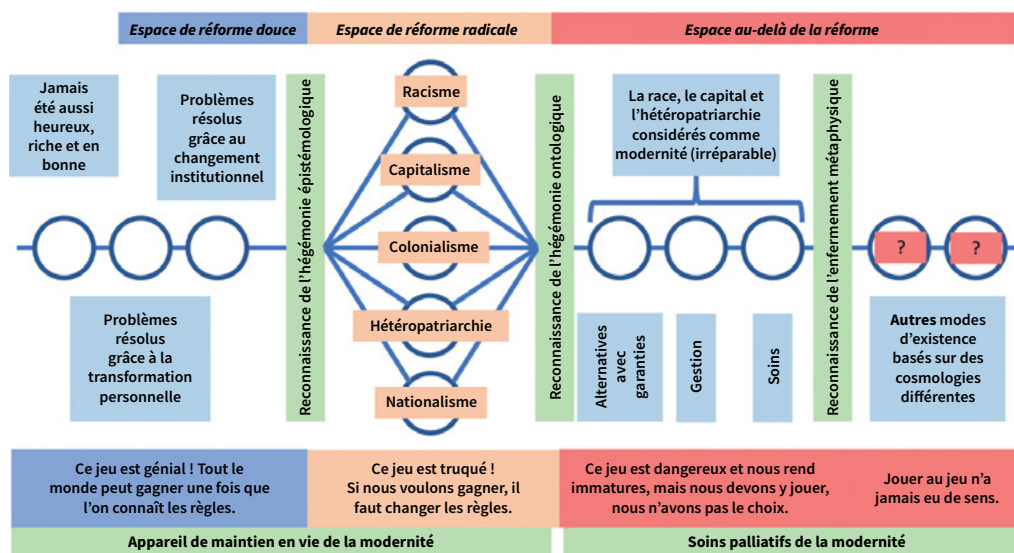 Espace de réforme douce
Espace de réforme radicale
Espace au-delà de la réforme
Jamais
été aussi
heureux,
riche et en
bonne
Problèmes
résolus
grâce au
changement
institutionnel
Problèmes
résolus
grâce à la
transformation
personnelle
Reconnaissance de l'hégémonie épistémologique
Racisme
Capitalisme
Colonialisme
Hétéropatriarchie
Nationalisme
Reconnaissance de l'hégémonie ontologique
La race, le capital et
l'hétéropatriarchie
considérés comme
modernité (irréparable)
Alternatives
avec
garanties
Gestion
Soins
Reconnaissance de l'enfermement métaphysique
?
?
Autres modes
d'existence
basés sur des
cosmologies
différentes
Ce jeu est génial ! Tout le
monde peut gagner une fois que
l'on connaît les règles.
Ce jeu est truqué !
Si nous voulons gagner, il
faut changer les règles.
Ce jeu est dangereux et nous rend
immatures, mais nous devons y jouer,
nous n'avons pas le choix.
Jouer au jeu n'a
jamais eu de sens.
Appareil de maintien en vie de la modernité
Soins palliatifs de la modernité